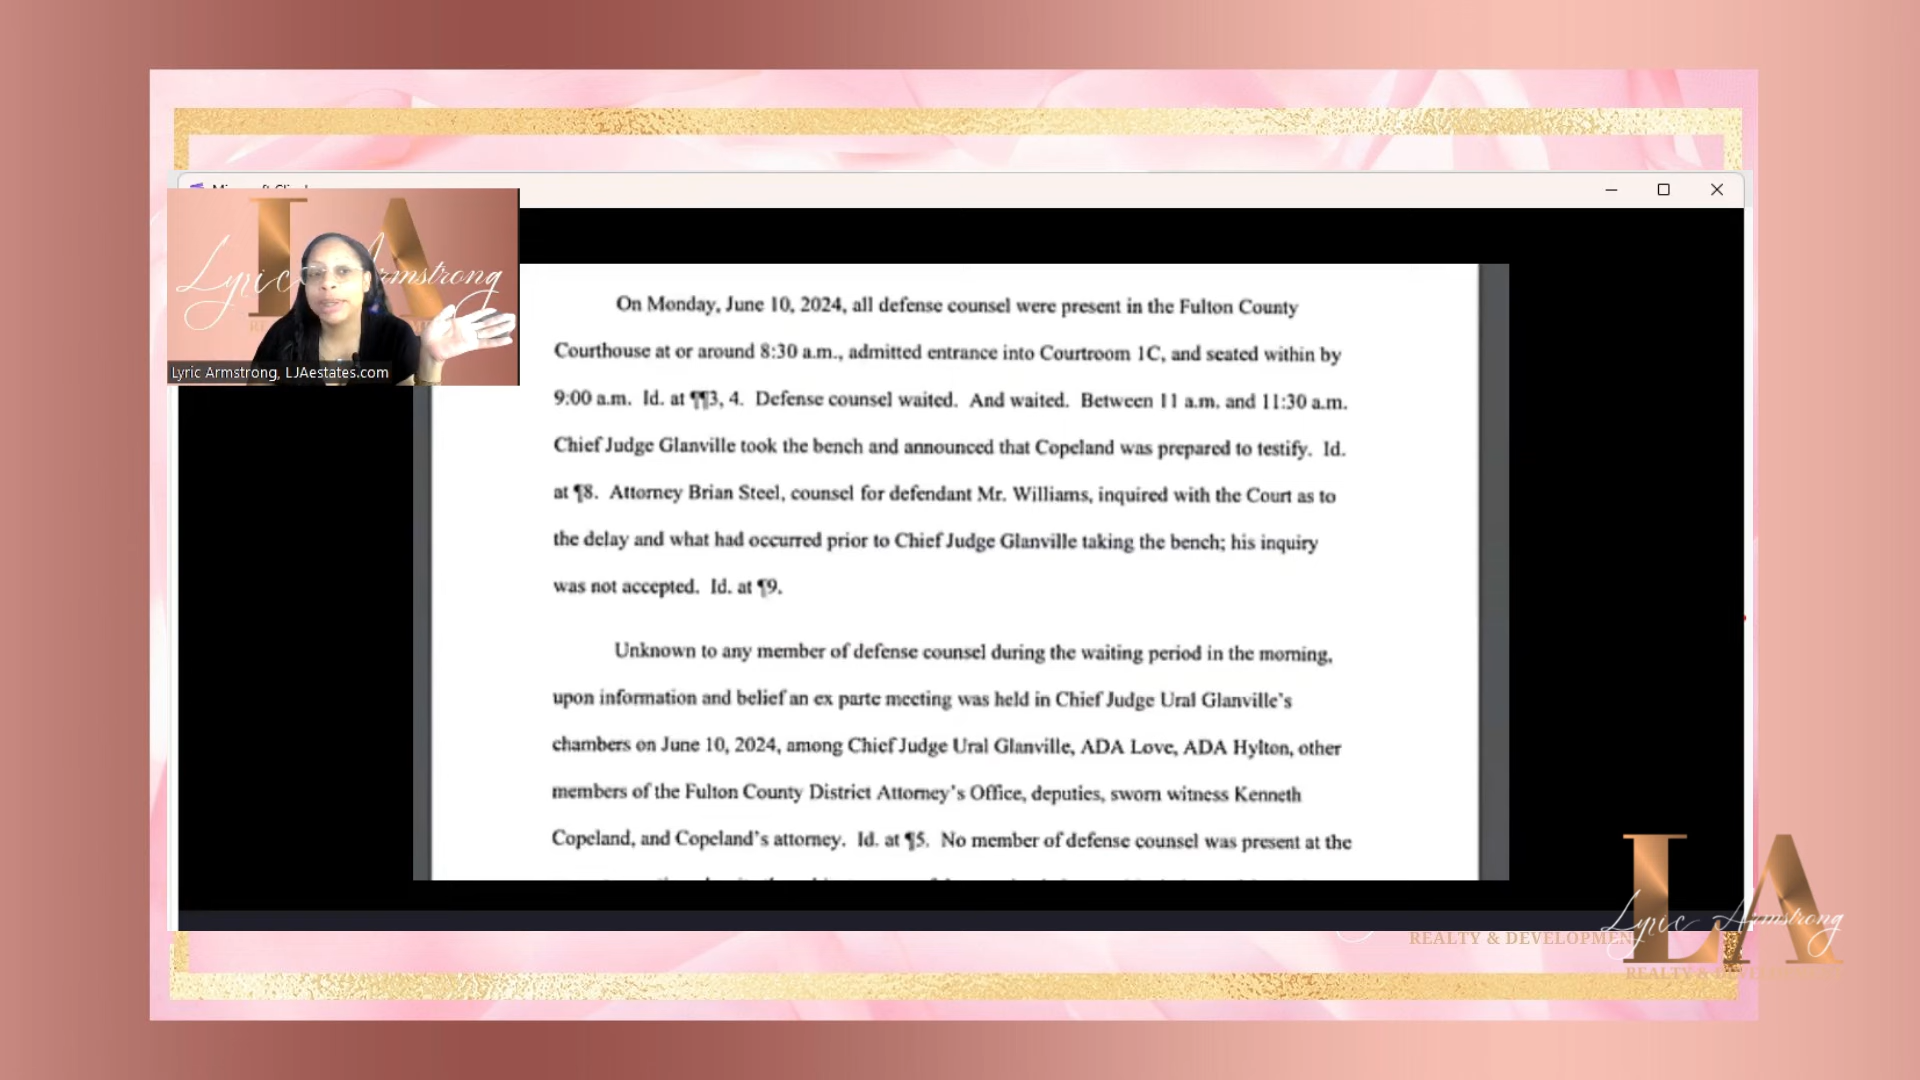 Lyric Armstrong
Lyric Armstrong, LJAestates.com
On Monday, June 10, 2024, all defense counsel were present in the Fulton County
Courthouse at or around 8:30 a.m., admitted entrance into Courtroom 1C, and seated within by
9:00 a.m. Id. at ¶¶3, 4. Defense counsel waited. And waited. Between 11 a.m. and 11:30 a.m.
Chief Judge Glanville took the bench and announced that Copeland was prepared to testify. Id.
at ¶8. Attorney Brian Steel, counsel for defendant Mr. Williams, inquired with the Court as to
the delay and what had occurred prior to Chief Judge Glanville taking the bench; his inquiry
was not accepted. Id. at ¶9.
Unknown to any member of defense counsel during the waiting period in the morning,
upon information and belief an ex parte meeting was held in Chief Judge Ural Glanville's
chambers on June 10, 2024, among Chief Judge Ural Glanville, ADA Love, ADA Hylton, other
members of the Fulton County District Attorney's Office, deputies, sworn witness Kenneth
Copeland, and Copeland's attorney. Id. at ¶5. No member of defense counsel was present at the
LA
Lyric Armstrong
REALTY & DEVELOPMENT